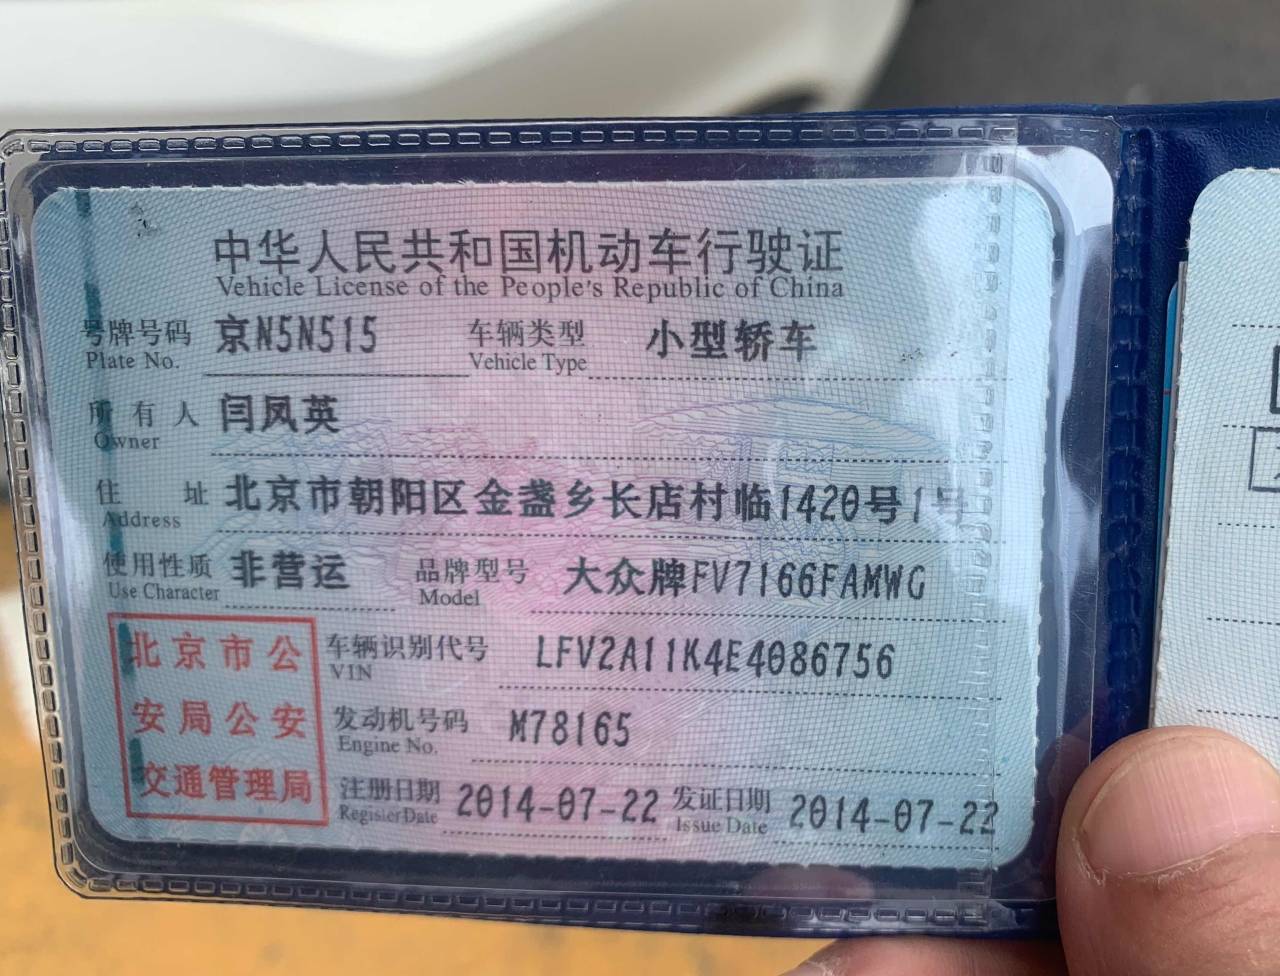 中华人民共和国机动车行驶证
Vehicle License of the People's Republic of China
号牌号码 京N5N515 车辆类型 小型轿车
Plate No. Vehicle Type
所有人 闫凤英
Owner
住址 北京市朝阳区金盏乡长店村临1420号1号
Address
使用性质 非营运 品牌型号 大众牌FV7166FAMWG
Use Character Model
北京市公
安局公安
交通管理局
车辆识别代号 LFV2A11K4E4086756
VIN
发动机号码 M78165
Engine No.
注册日期 2014-07-22 发证日期 2014-07-22
Register Date Issue Date